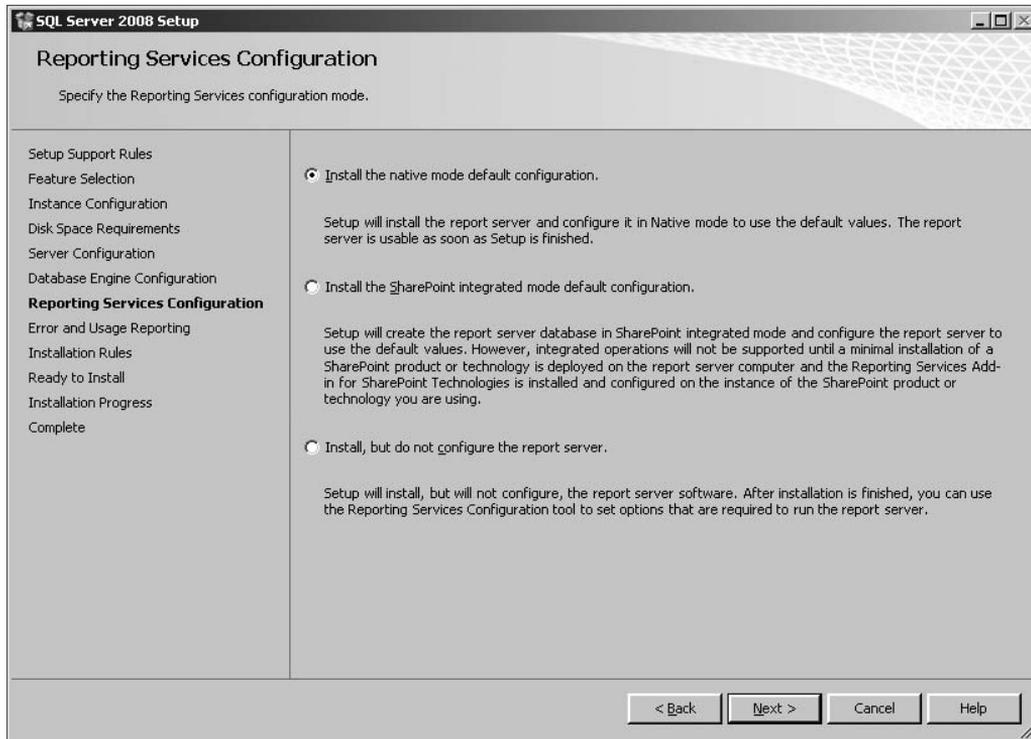 SQL Server 2008 Setup
Reporting Services Configuration
Specify the Reporting Services configuration mode.
Setup Support Rules
Feature Selection
Instance Configuration
Disk Space Requirements
Server Configuration
Database Engine Configuration
Reporting Services Configuration
Error and Usage Reporting
Installation Rules
Ready to Install
Installation Progress
Complete
Install the native mode default configuration.
Setup will install the report server and configure it in Native mode to use the default values. The report
server is usable as soon as Setup is finished.
Install the SharePoint integrated mode default configuration.
Setup will create the report server database in SharePoint integrated mode and configure the report server to
use the default values. However, integrated operations will not be supported until a minimal installation of a
SharePoint product or technology is deployed on the report server computer and the Reporting Services Add-
in for SharePoint Technologies is installed and configured on the instance of the SharePoint product or
technology you are using.
Install, but do not configure the report server.
Setup will install, but will not configure, the report server software. After installation is finished, you can use
the Reporting Services Configuration tool to set options that are required to run the report server.
< Back
Next >
Cancel
Help